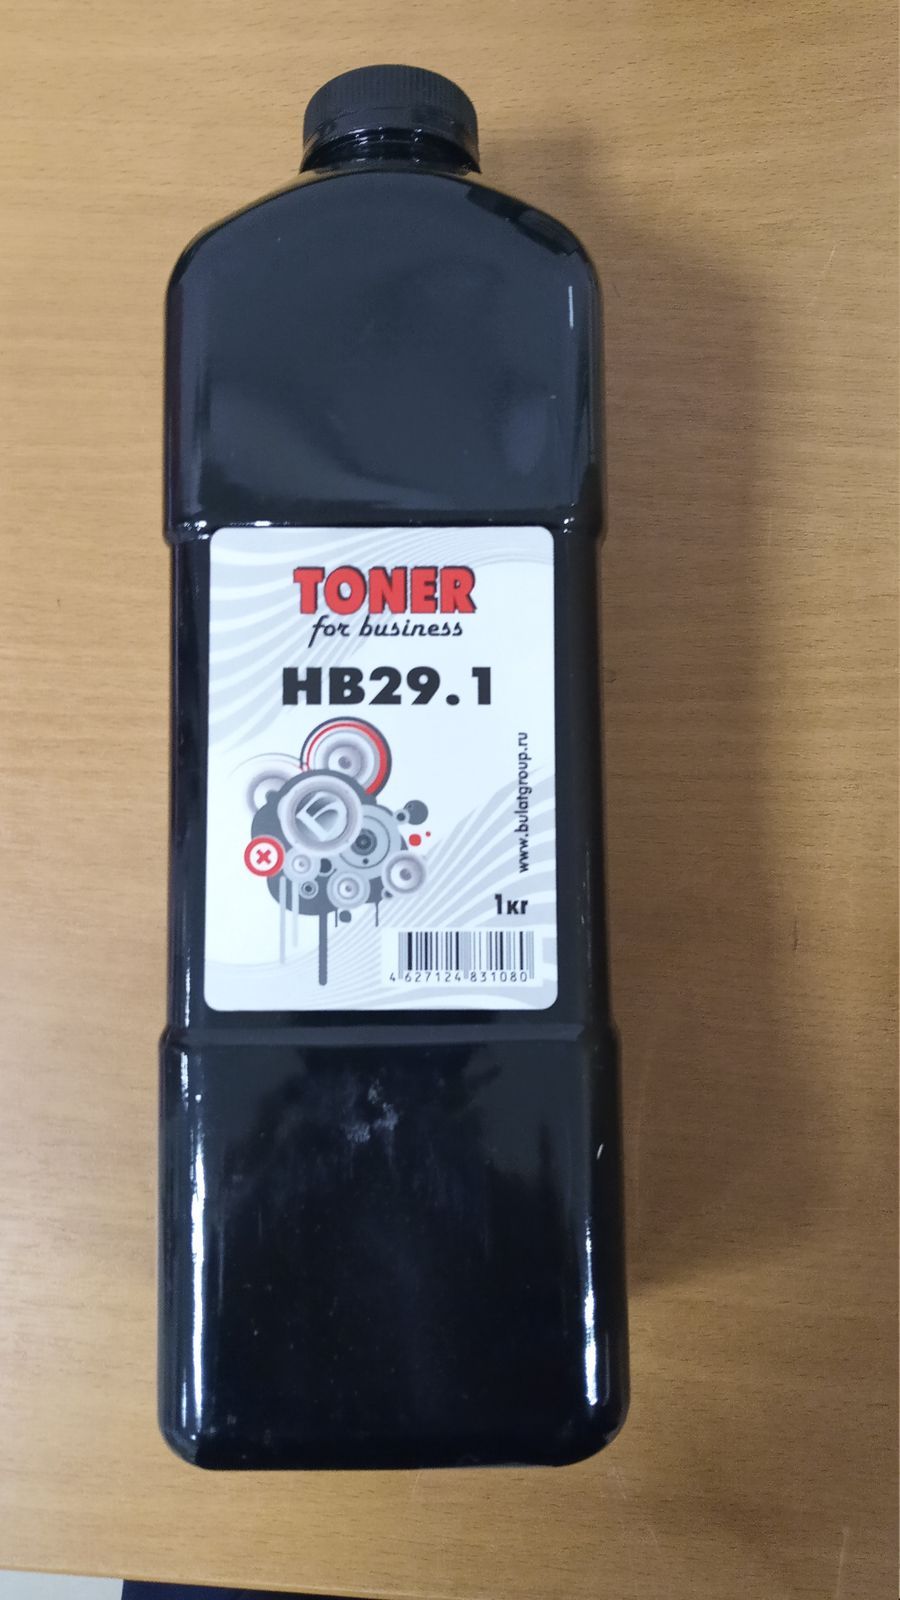 TONER
for business
HB29.1
Б
www.bulatgroup.ru
1кг
4 627124 831080